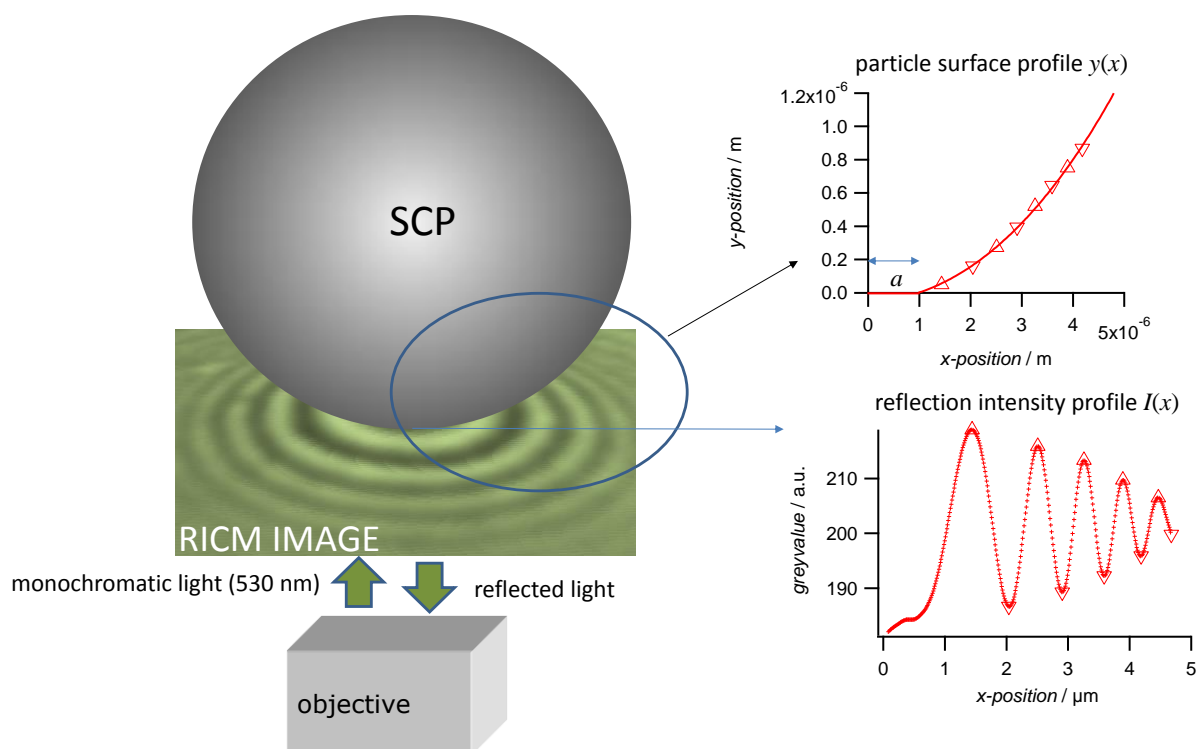 SCP
RICM IMAGE
monochromatic light (530 nm)
reflected light
objective
particle surface profile y(x)
1.2x10⁻⁶
1.0
0.8
0.6
0.4
0.2
0.0
y-position / m
a
0 1 2 3 4 5x10⁻⁶
x-position / m
reflection intensity profile I(x)
210
200
190
greyvalue / a.u.
0 1 2 3 4 5
x-position / μm